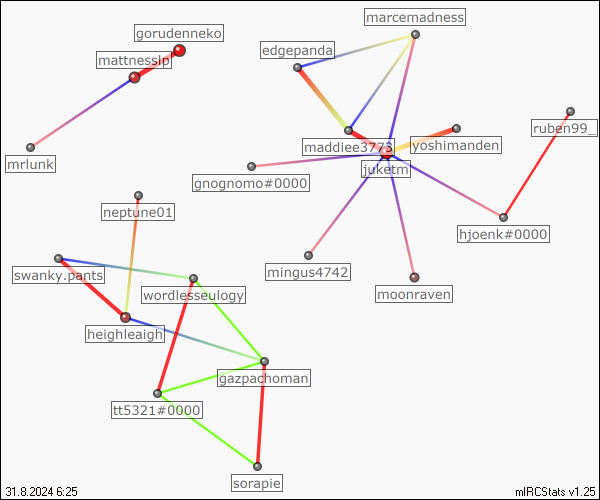 marcemadness
gorudenneko
edgepanda
mattnesslp
ruben99_
maddiee3773
yoshimanden
mrlunk
juketm
gnognomo#0000
neptune01
hjoenk#0000
swanky.pants
mingus4742
wordlesseulogy
moonraven
heighleaigh
gazpachoman
tt5321#0000
sorapie
31.8.2024 6:25
mIRCStats v1.25